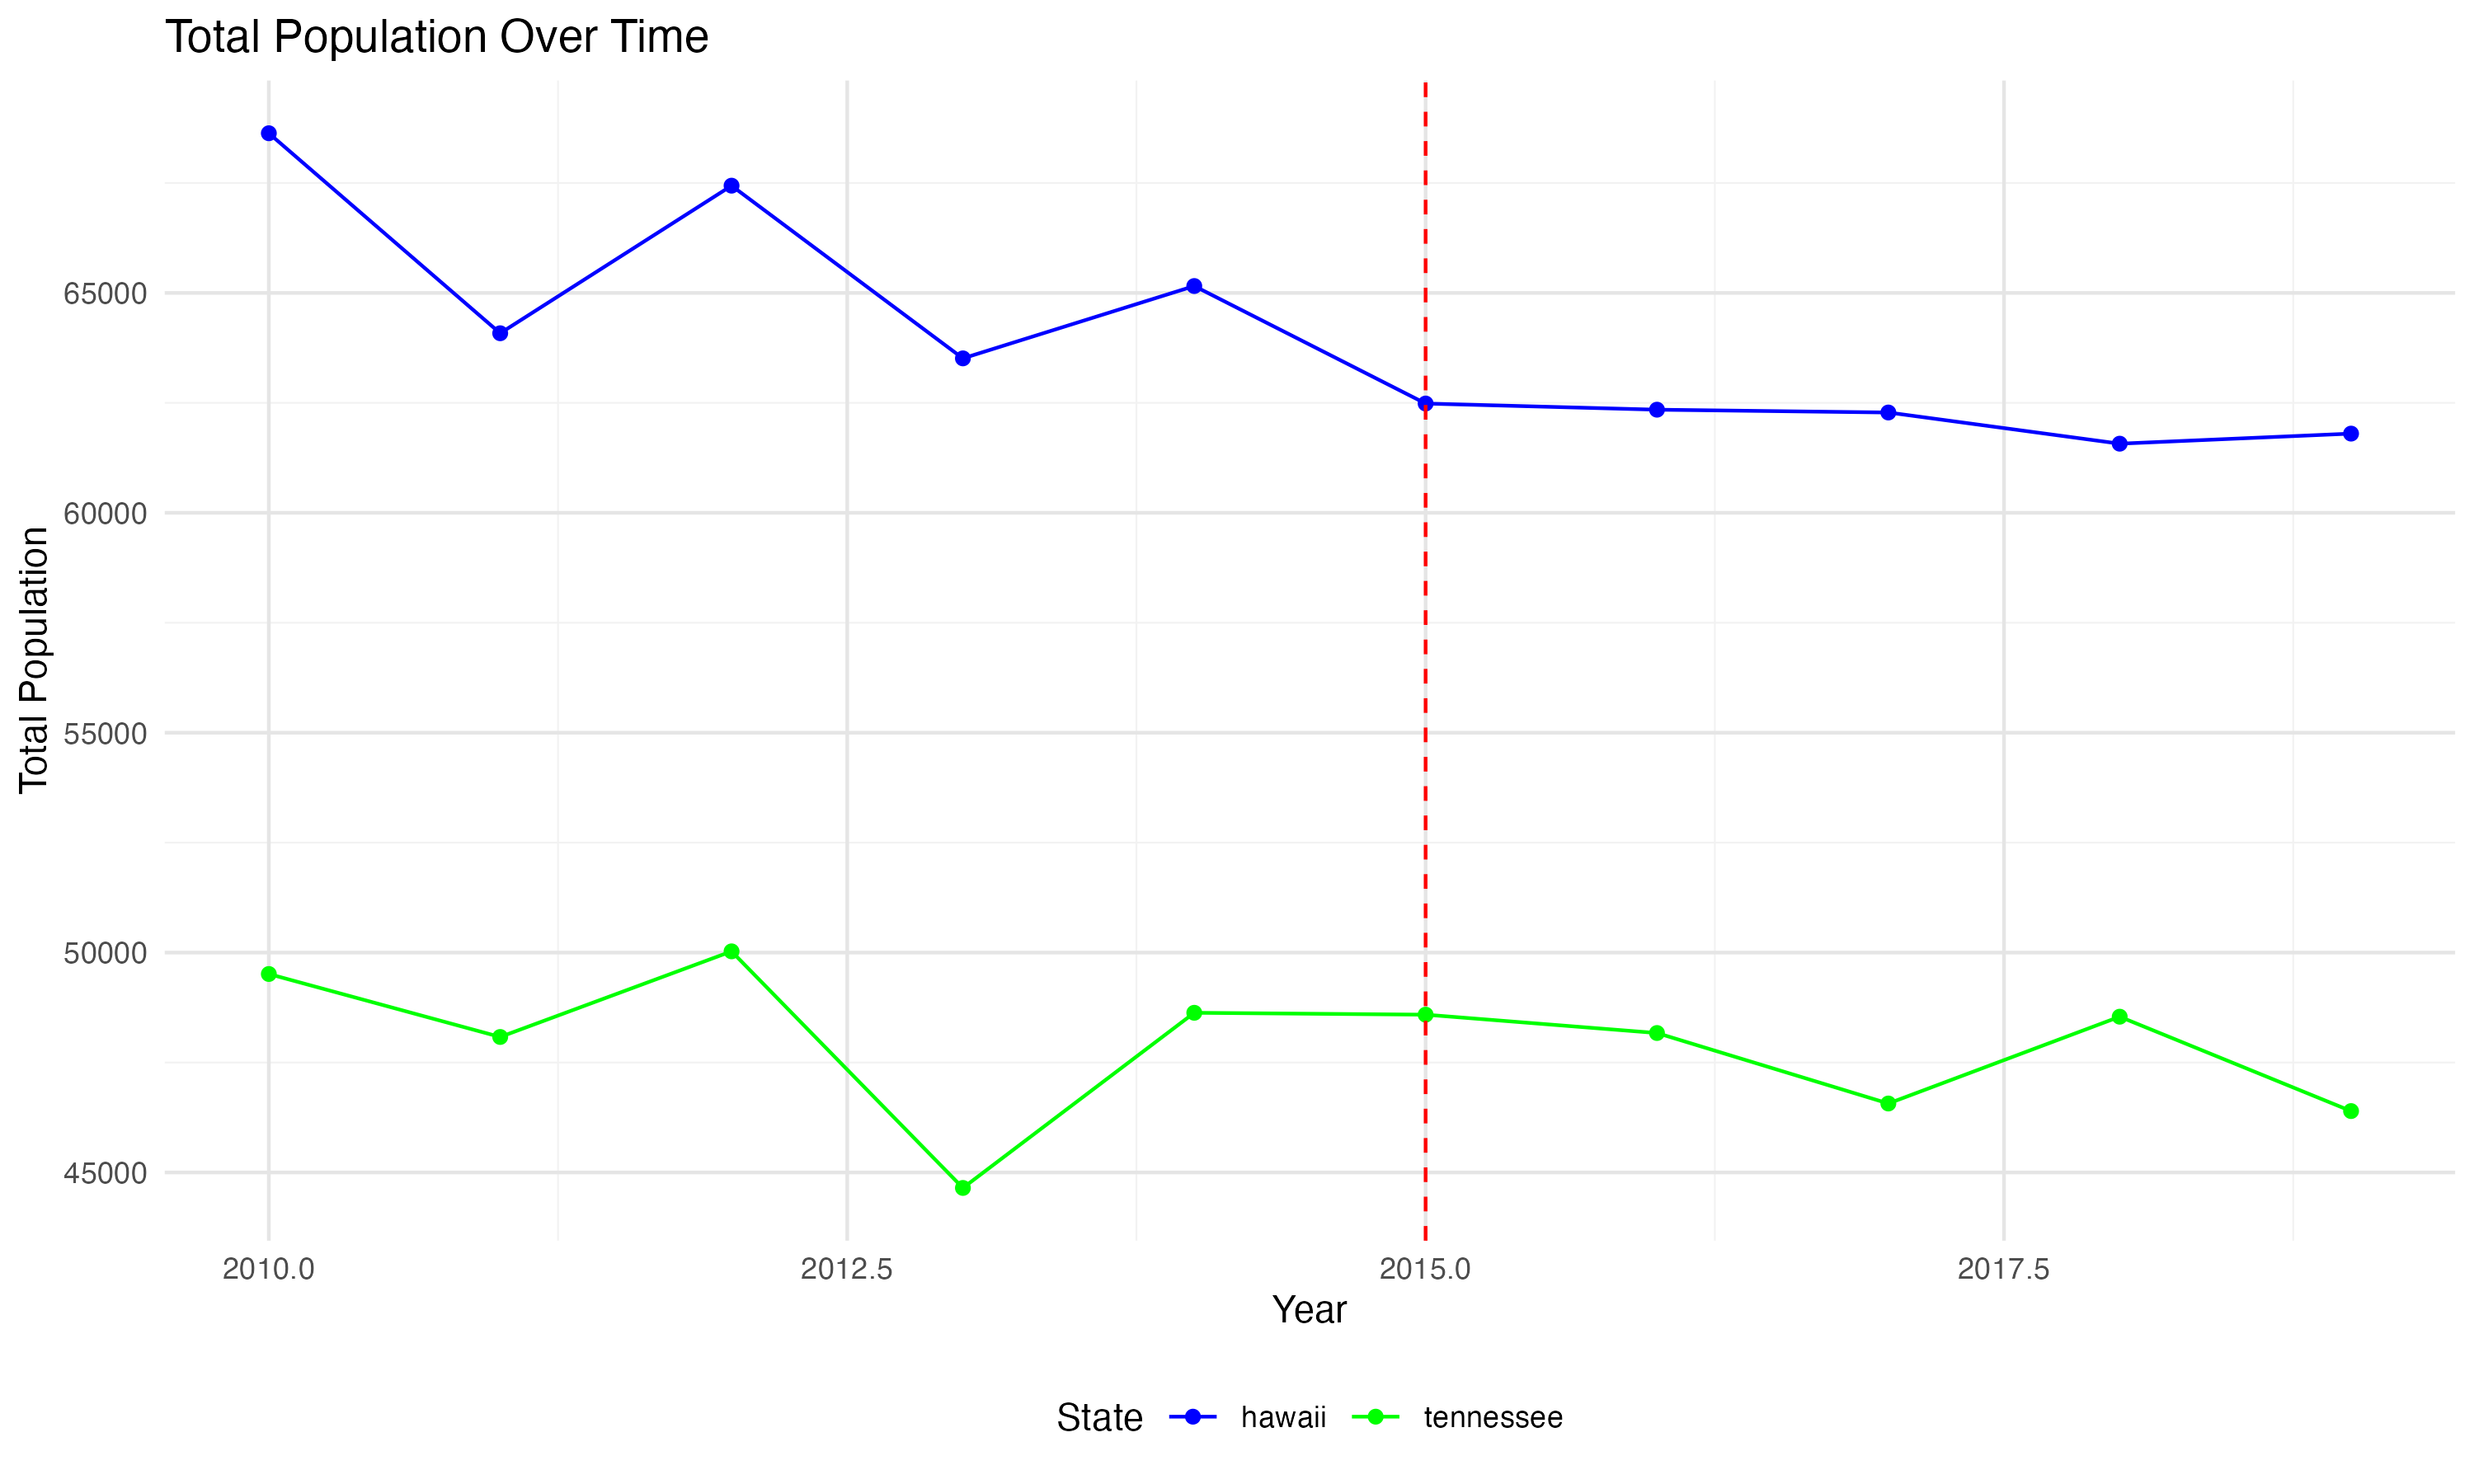 Total Population Over Time
Total Population
65000
60000
55000
50000
45000
2010.0 2012.5 2015.0 2017.5
Year
State hawaii tennessee